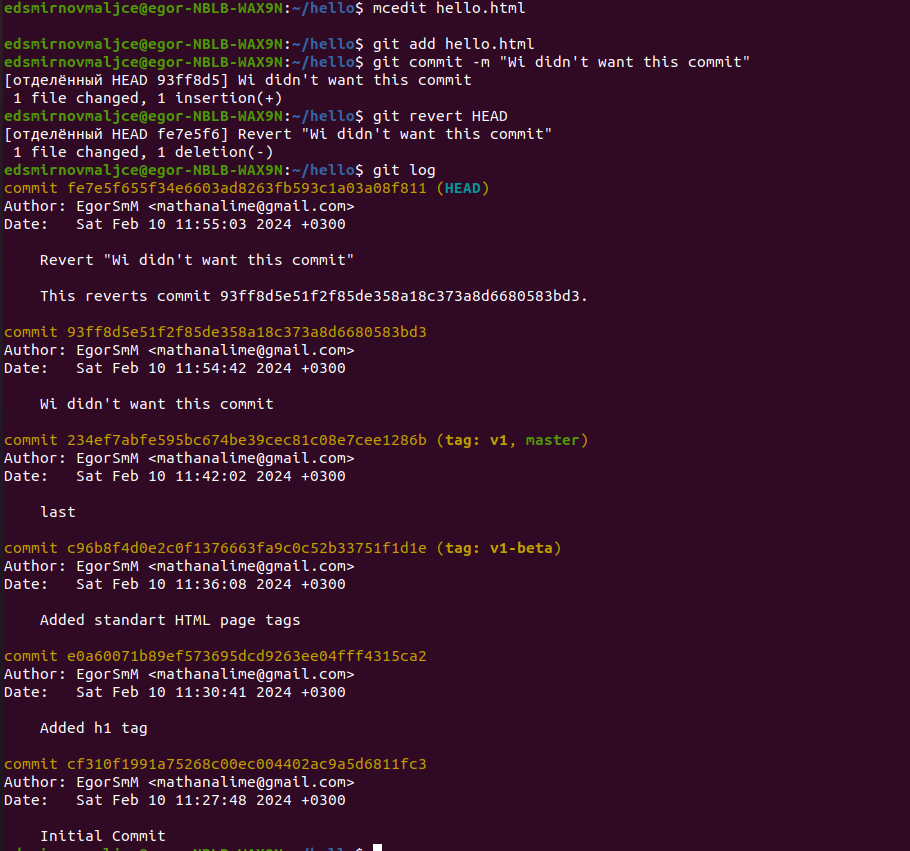 edsmirnovmaljce@egor-NBLB-WAX9N:~/hello$ mcedit hello.html
edsmirnovmaljce@egor-NBLB-WAX9N:~/hello$ git add hello.html
edsmirnovmaljce@egor-NBLB-WAX9N:~/hello$ git commit -m "Wi didn't want this commit"
[отделённый HEAD 93ff8d5] Wi didn't want this commit
 1 file changed, 1 insertion(+)
edsmirnovmaljce@egor-NBLB-WAX9N:~/hello$ git revert HEAD
[отделённый HEAD fe7e5f6] Revert "Wi didn't want this commit"
 1 file changed, 1 deletion(-)
edsmirnovmaljce@egor-NBLB-WAX9N:~/hello$ git log
commit fe7e5f655f34e6603ad8263fb593c1a03a08f811 (HEAD)
Author: EgorSmM <mathanalime@gmail.com>
Date:   Sat Feb 10 11:55:03 2024 +0300
    Revert "Wi didn't want this commit"
    This reverts commit 93ff8d5e51f2f85de358a18c373a8d6680583bd3.
commit 93ff8d5e51f2f85de358a18c373a8d6680583bd3
Author: EgorSmM <mathanalime@gmail.com>
Date:   Sat Feb 10 11:54:42 2024 +0300
    Wi didn't want this commit
commit 234ef7abfe595bc674be39cec81c08e7cee1286b (tag: v1, master)
Author: EgorSmM <mathanalime@gmail.com>
Date:   Sat Feb 10 11:42:02 2024 +0300
    last
commit c96b8f4d0e2c0f1376663fa9c0c52b33751f1d1e (tag: v1-beta)
Author: EgorSmM <mathanalime@gmail.com>
Date:   Sat Feb 10 11:36:08 2024 +0300
    Added standart HTML page tags
commit e0a60071b89ef573695dcd9263ee04fff4315ca2
Author: EgorSmM <mathanalime@gmail.com>
Date:   Sat Feb 10 11:30:41 2024 +0300
    Added h1 tag
commit cf310f1991a75268c00ec004402ac9a5d6811fc3
Author: EgorSmM <mathanalime@gmail.com>
Date:   Sat Feb 10 11:27:48 2024 +0300
    Initial Commit
edsmirnovmaljce@egor-NBLB-WAX9N:~/hello$